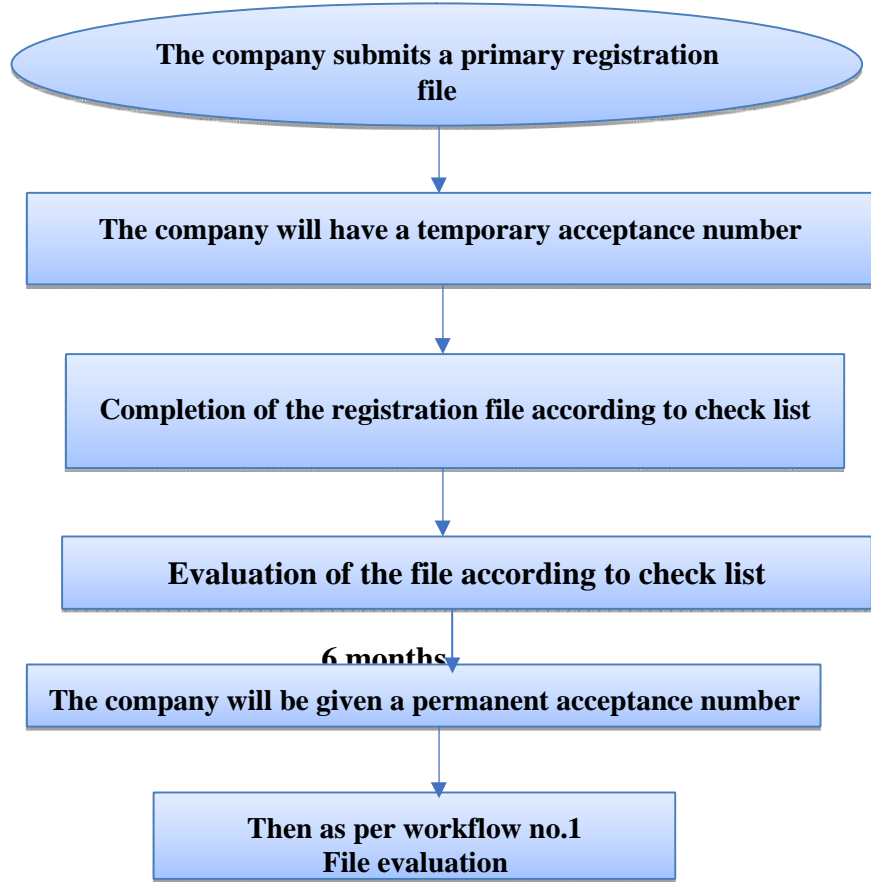 The company submits a primary registration
file
The company will have a temporary acceptance number
Completion of the registration file according to check list
Evaluation of the file according to check list
6 months
The company will be given a permanent acceptance number
Then as per workflow no.1
File evaluation